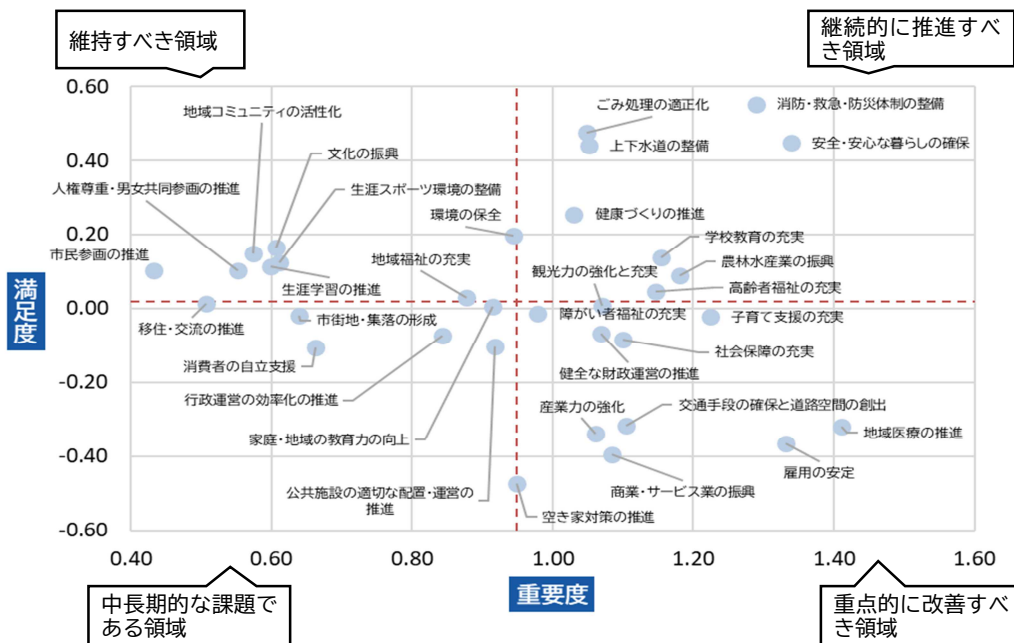 維持すべき領域
継続的に推進すべ
き領域
0.60
ごみ処理の適正化
消防・救急・防災体制の整備
地域コミュニティの活性化
0.40
上下水道の整備
安全・安心な暮らしの確保
文化の振興
人権尊重・男女共同参画の推進
生涯スポーツ環境の整備
環境の保全
健康づくりの推進
0.20
学校教育の充実
市民参画の推進
地域福祉の充実
農林水産業の振興
観光力の強化と充実
生涯学習の推進
高齢者福祉の充実
満足度
0.00
移住・交流の推進
市街地・集落の形成
障がい者福祉の充実
子育て支援の充実
消費者の自立支援
社会保障の充実
健全な財政運営の推進
-0.20
行政運営の効率化の推進
産業力の強化
交通手段の確保と道路空間の創出
家庭・地域の教育力の向上
地域医療の推進
-0.40
雇用の安定
公共施設の適切な配置・運営の
推進
商業・サービス業の振興
空き家対策の推進
-0.60
0.40
0.60
0.80
1.00
1.20
1.40
1.60
重要度
中長期的な課題で
ある領域
重点的に改善すべ
き領域